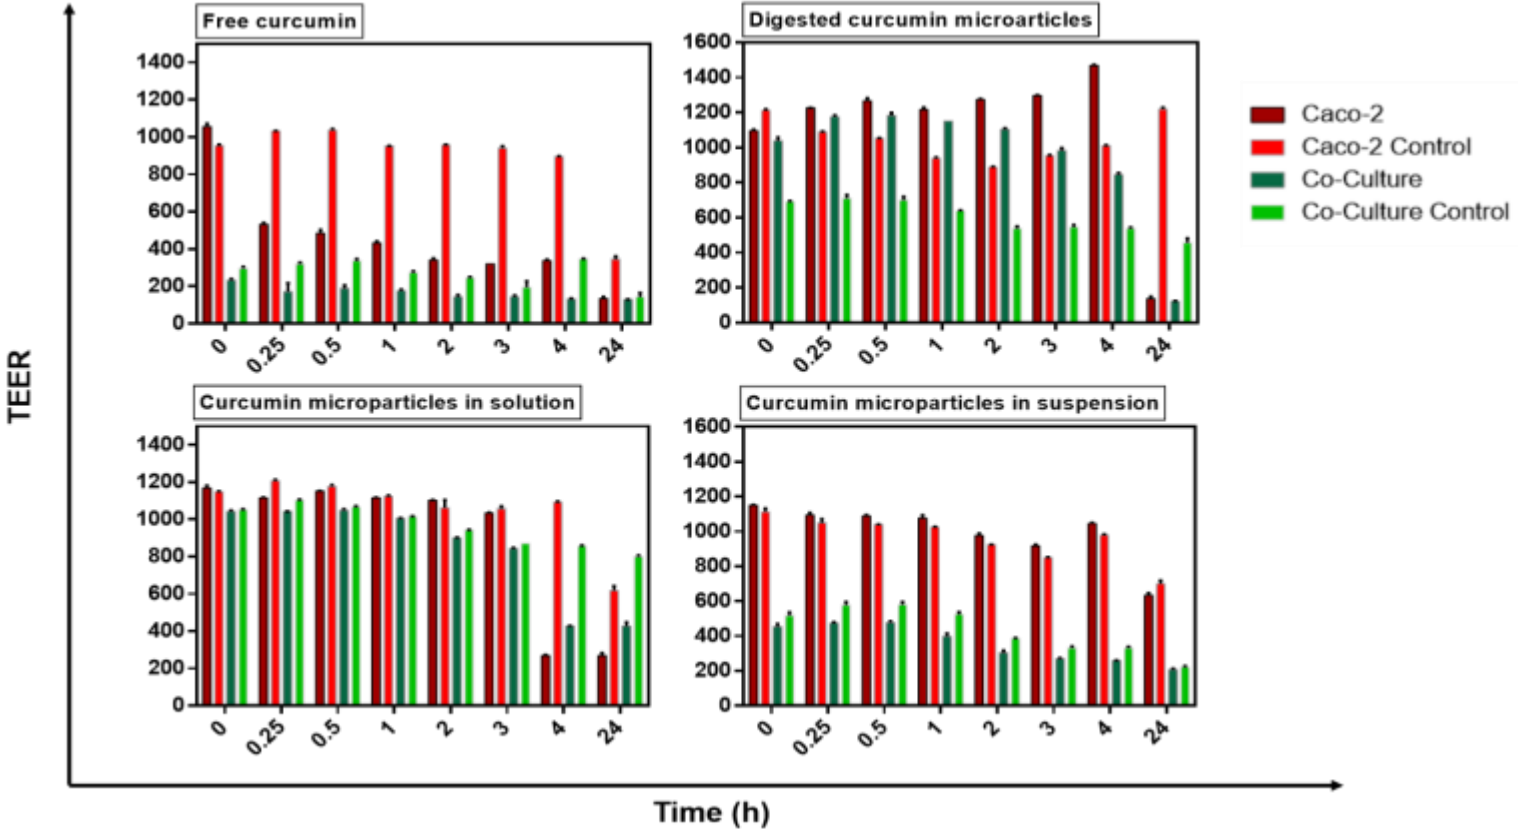 Free curcumin
1400
1200
1000
800
600
400
200
0
0 0.25 0.5 1 2 3 4 24
Digested curcumin microarticles
1600
1400
1200
1000
800
600
400
200
0
0 0.25 0.5 1 2 3 4 24
Caco-2
Caco-2 Control
Co-Culture
Co-Culture Control
TEER
Curcumin microparticles in solution
1400
1200
1000
800
600
400
200
0
0 0.25 0.5 1 2 3 4 24
Curcumin microparticles in suspension
1600
1400
1200
1000
800
600
400
200
0
0 0.25 0.5 1 2 3 4 24
Time (h)